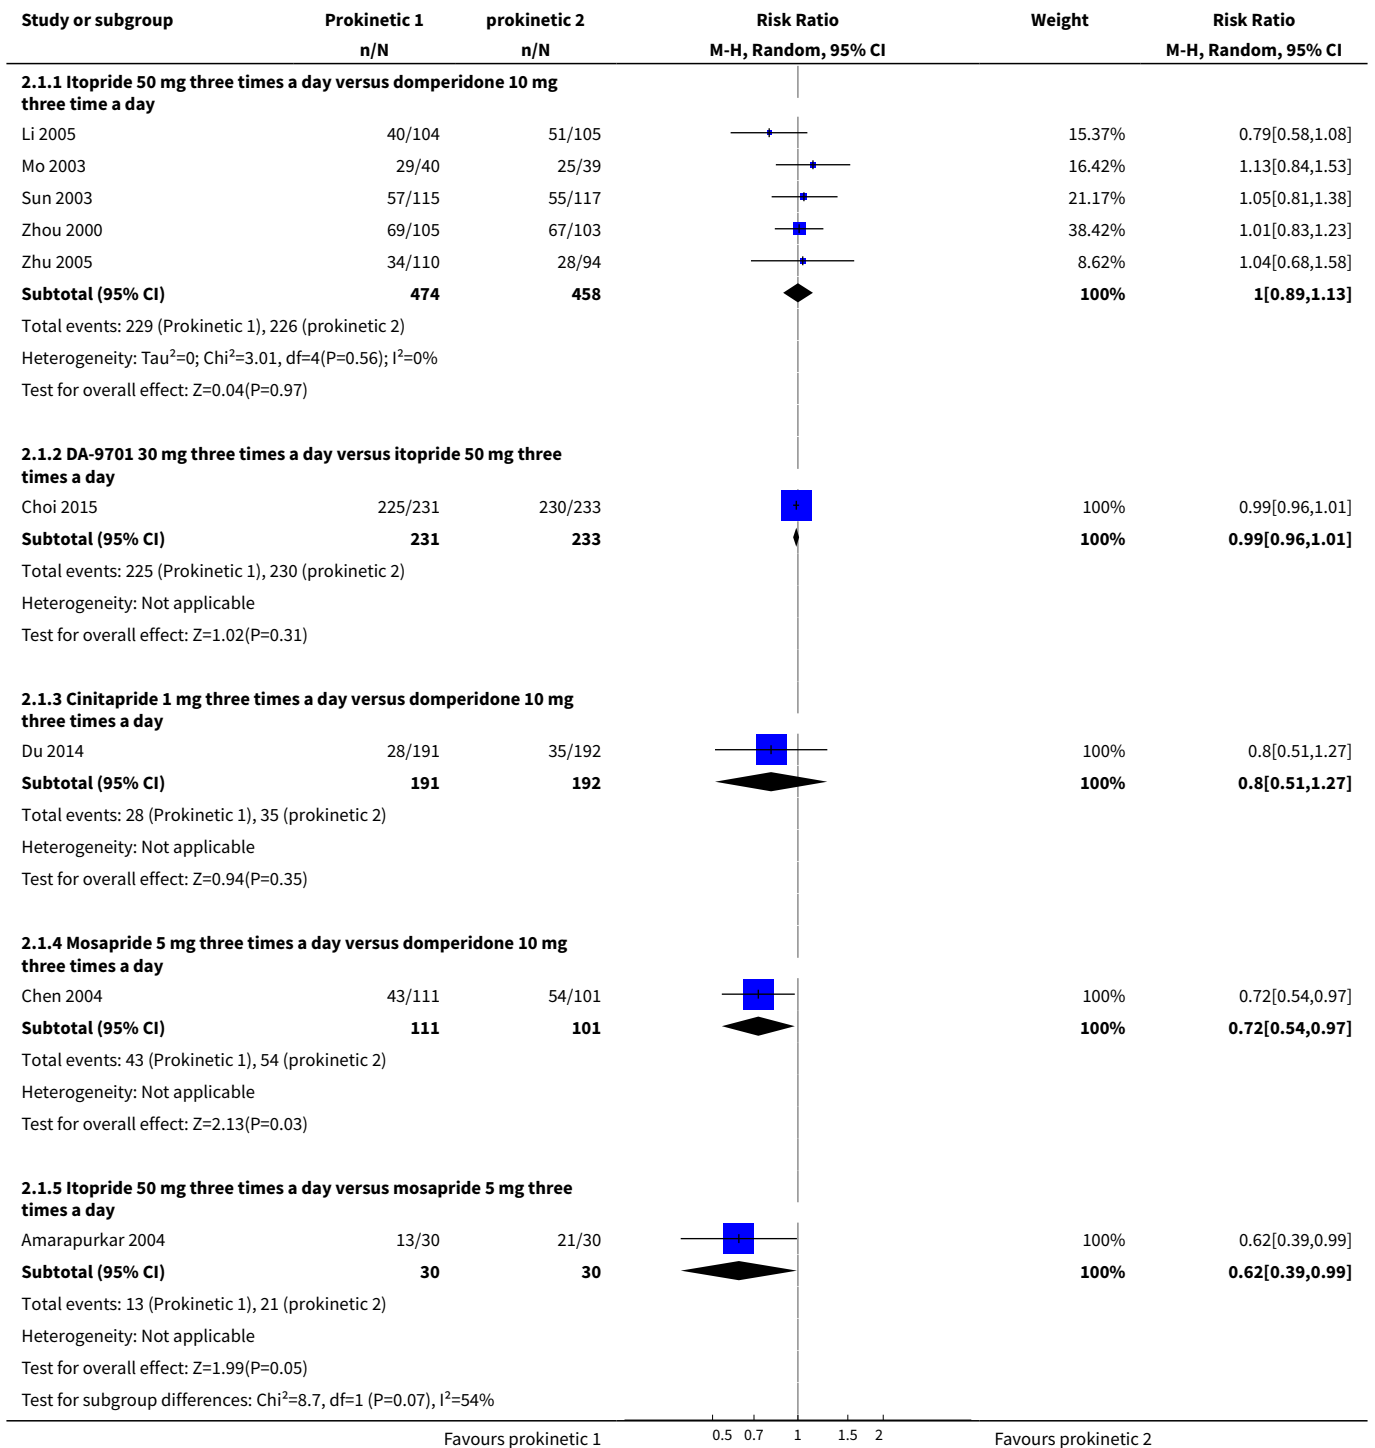 Study or subgroup Prokinetic 1 prokinetic 2 Risk Ratio Weight Risk Ratio
n/N n/N M-H, Random, 95% CI M-H, Random, 95% CI
2.1.1 Itopride 50 mg three times a day versus domperidone 10 mg
three time a day
Li 2005 40/104 51/105 15.37% 0.79[0.58,1.08]
Mo 2003 29/40 25/39 16.42% 1.13[0.84,1.53]
Sun 2003 57/115 55/117 21.17% 1.05[0.81,1.38]
Zhou 2000 69/105 67/103 38.42% 1.01[0.83,1.23]
Zhu 2005 34/110 28/94 8.62% 1.04[0.68,1.58]
Subtotal (95% CI) 474 458 100% 1[0.89,1.13]
Total events: 229 (Prokinetic 1), 226 (prokinetic 2)
Heterogeneity: Tau²=0; Chi²=3.01, df=4(P=0.56); I²=0%
Test for overall effect: Z=0.04(P=0.97)
2.1.2 DA-9701 30 mg three times a day versus itopride 50 mg three
times a day
Choi 2015 225/231 230/233 100% 0.99[0.96,1.01]
Subtotal (95% CI) 231 233 100% 0.99[0.96,1.01]
Total events: 225 (Prokinetic 1), 230 (prokinetic 2)
Heterogeneity: Not applicable
Test for overall effect: Z=1.02(P=0.31)
2.1.3 Cinitapride 1 mg three times a day versus domperidone 10 mg
three times a day
Du 2014 28/191 35/192 100% 0.8[0.51,1.27]
Subtotal (95% CI) 191 192 100% 0.8[0.51,1.27]
Total events: 28 (Prokinetic 1), 35 (prokinetic 2)
Heterogeneity: Not applicable
Test for overall effect: Z=0.94(P=0.35)
2.1.4 Mosapride 5 mg three times a day versus domperidone 10 mg
three times a day
Chen 2004 43/111 54/101 100% 0.72[0.54,0.97]
Subtotal (95% CI) 111 101 100% 0.72[0.54,0.97]
Total events: 43 (Prokinetic 1), 54 (prokinetic 2)
Heterogeneity: Not applicable
Test for overall effect: Z=2.13(P=0.03)
2.1.5 Itopride 50 mg three times a day versus mosapride 5 mg three
times a day
Amarapurkar 2004 13/30 21/30 100% 0.62[0.39,0.99]
Subtotal (95% CI) 30 30 100% 0.62[0.39,0.99]
Total events: 13 (Prokinetic 1), 21 (prokinetic 2)
Heterogeneity: Not applicable
Test for overall effect: Z=1.99(P=0.05)
Test for subgroup differences: Chi²=8.7, df=1 (P=0.07), I²=54%
Favours prokinetic 1 0.5 0.7 1 1.5 2 Favours prokinetic 2